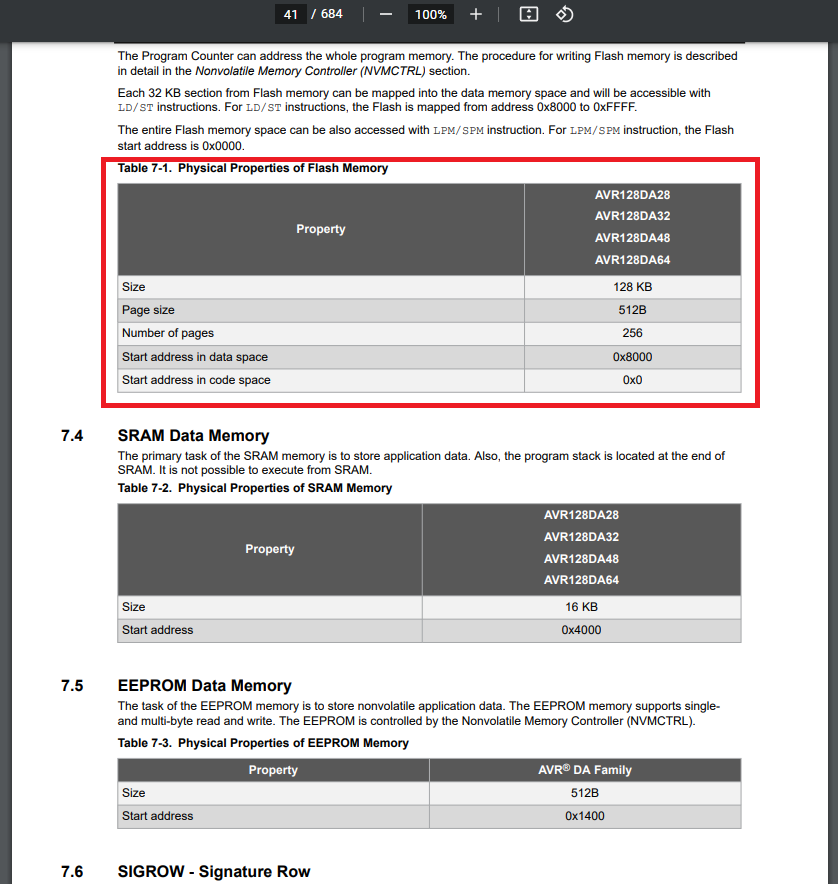 41 / 684 100%
The Program Counter can address the whole program memory. The procedure for writing Flash memory is described
in detail in the Nonvolatile Memory Controller (NVMCTRL) section.
Each 32 KB section from Flash memory can be mapped into the data memory space and will be accessible with
LD/ST instructions. For LD/ST instructions, the Flash is mapped from address 0x8000 to 0xFFFF.
The entire Flash memory space can be also accessed with LPM/SPM instruction. For LPM/SPM instruction, the Flash
start address is 0x0000.
Table 7-1. Physical Properties of Flash Memory
Property
AVR128DA28
AVR128DA32
AVR128DA48
AVR128DA64
Size 128 KB
Page size 512B
Number of pages 256
Start address in data space 0x8000
Start address in code space 0x0
7.4 SRAM Data Memory
The primary task of the SRAM memory is to store application data. Also, the program stack is located at the end of
SRAM. It is not possible to execute from SRAM.
Table 7-2. Physical Properties of SRAM Memory
Property
AVR128DA28
AVR128DA32
AVR128DA48
AVR128DA64
Size 16 KB
Start address 0x4000
7.5 EEPROM Data Memory
The task of the EEPROM memory is to store nonvolatile application data. The EEPROM memory supports single-
and multi-byte read and write. The EEPROM is controlled by the Nonvolatile Memory Controller (NVMCTRL).
Table 7-3. Physical Properties of EEPROM Memory
Property AVR® DA Family
Size 512B
Start address 0x1400
7.6 SIGROW - Signature Row